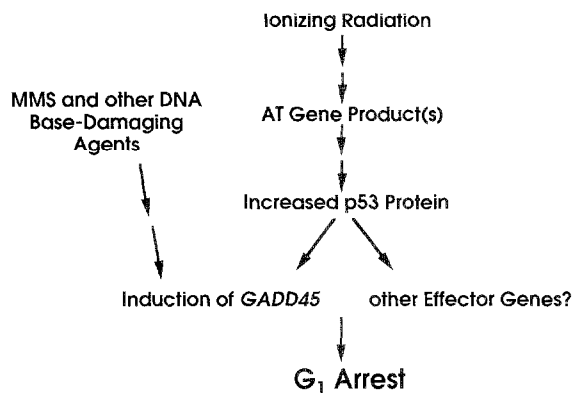 Ionizing Radiation
MMS and other DNA
Base-Damaging
Agents
AT Gene Product(s)
Increased p53 Protein
Induction of GADD45
other Effector Genes?
G₁ Arrest